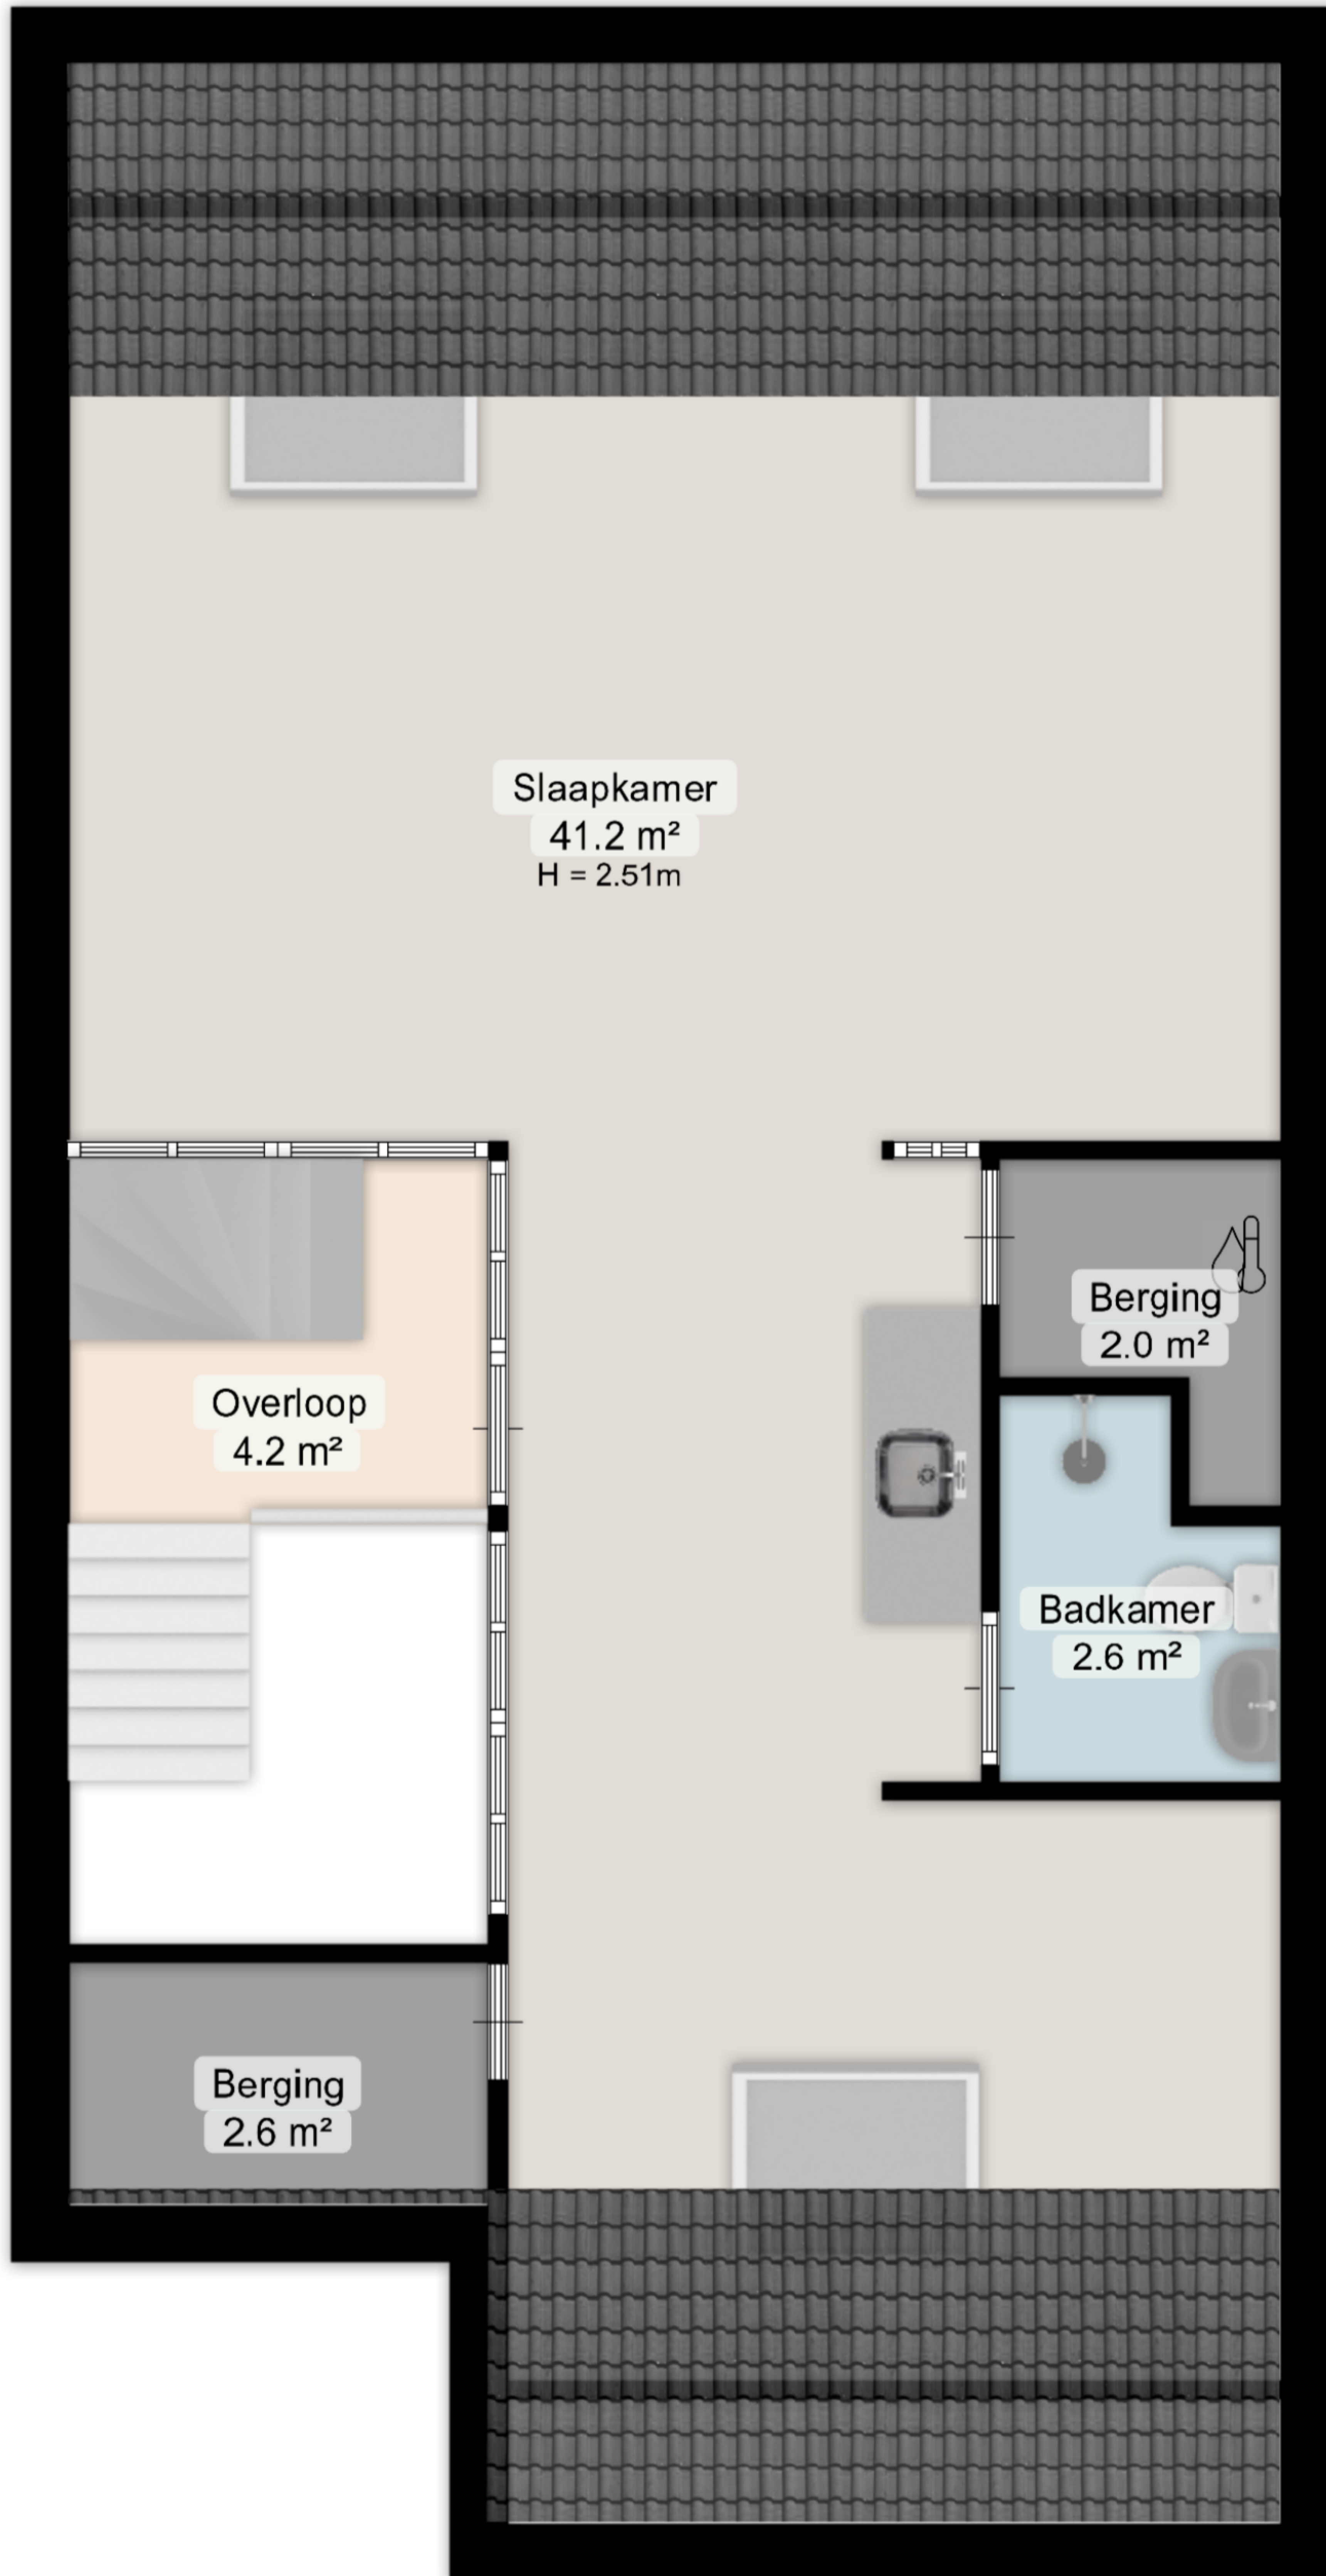 Slaapkamer
41.2 m²
H = 2.51m
Berging
2.0 m²
Overloop
4.2 m²
Badkamer
2.6 m²
Berging
2.6 m²